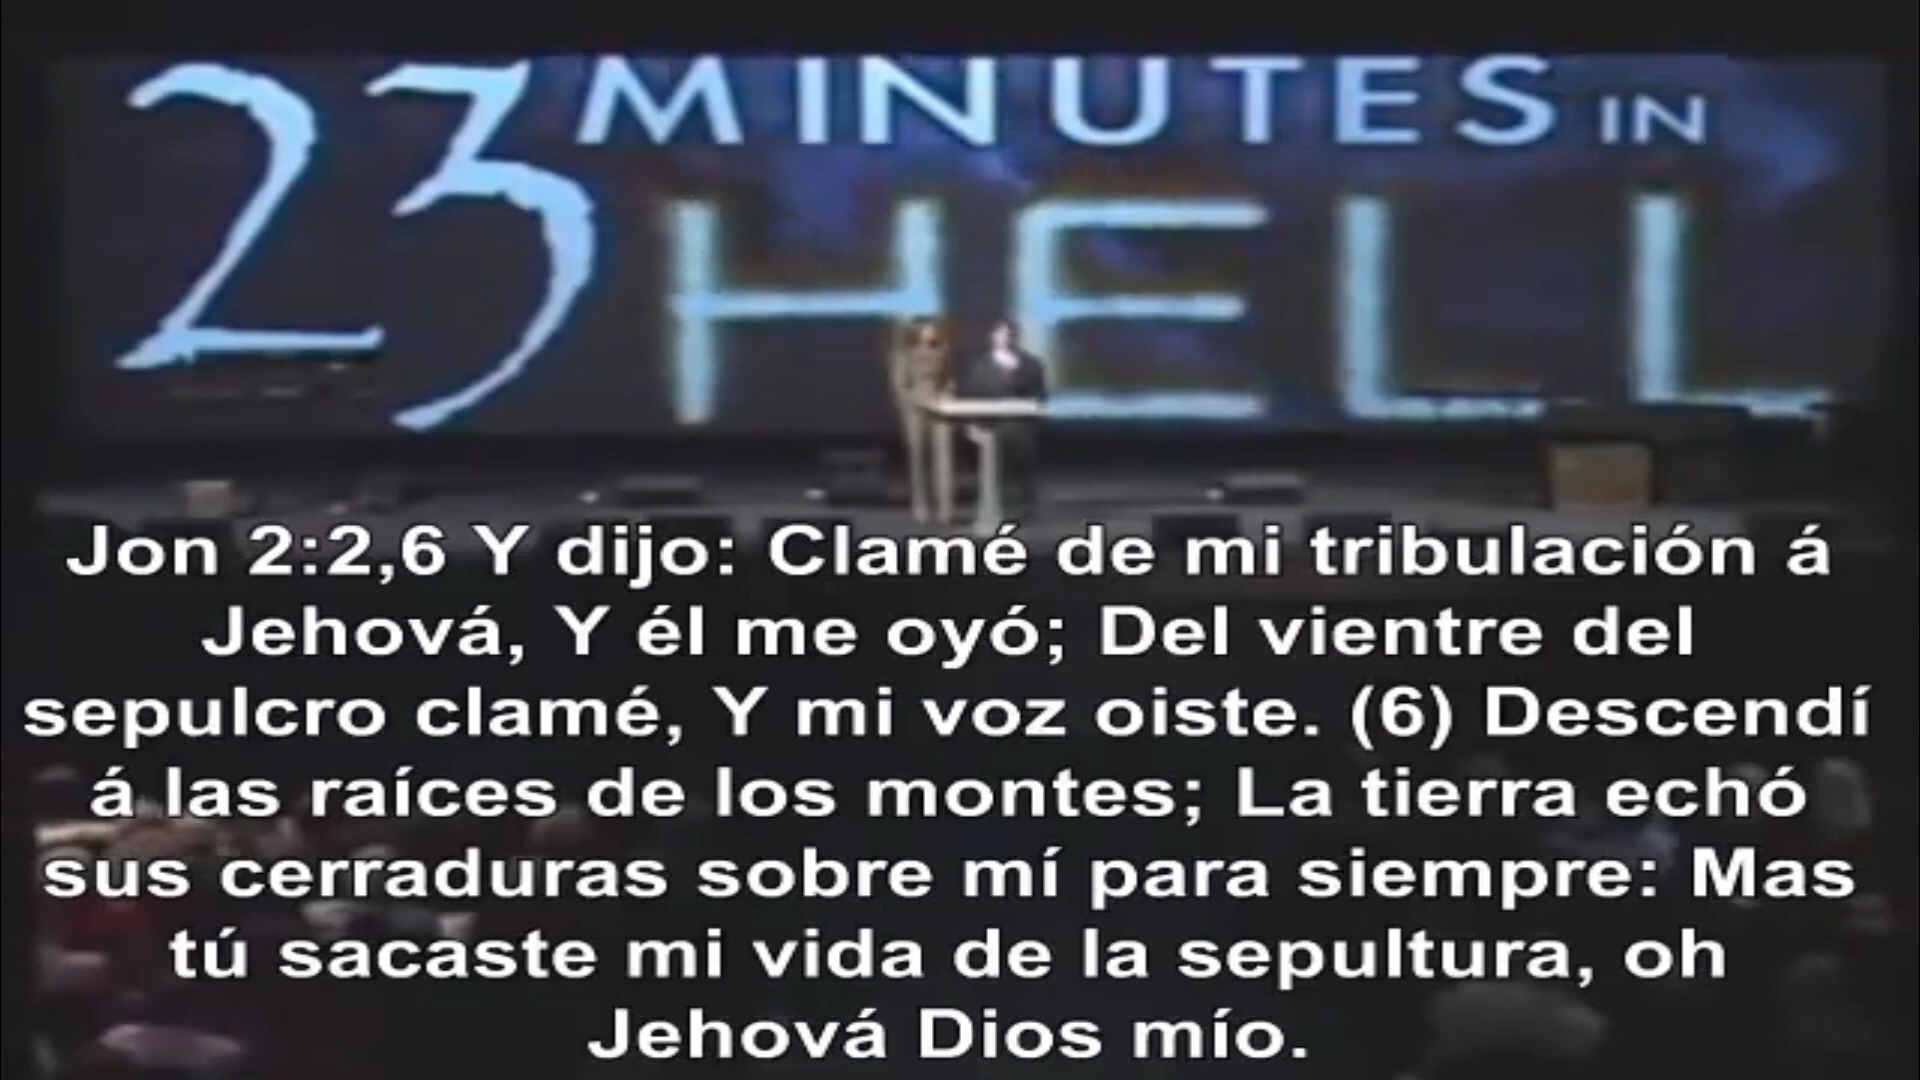 23 MINUTES IN
HELL
Jon 2:2,6 Y dijo: Clamé de mi tribulación á
Jehová, Y él me oyó; Del vientre del
sepulcro clamé, Y mi voz oiste. (6) Descendí
á las raíces de los montes; La tierra echó
sus cerraduras sobre mí para siempre: Mas
tú sacaste mi vida de la sepultura, oh
Jehová Dios mío.